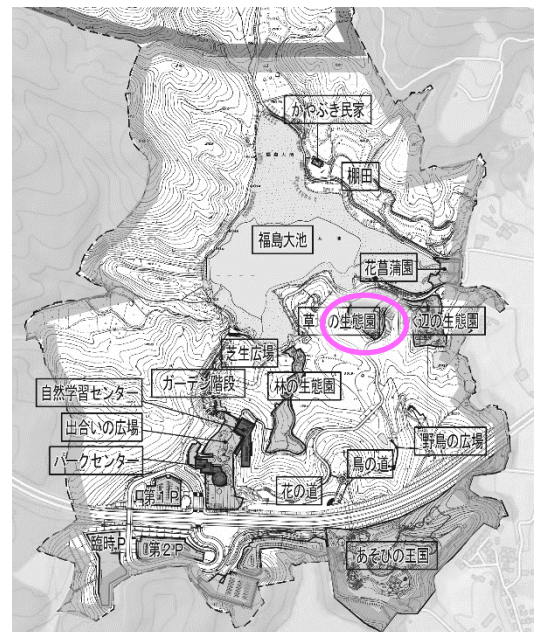 かやぶき民家
棚田
福島大池
花菖蒲園
草 の生態園
辺の生態園
芝生広場
ガーデン階段
林の生態園
自然学習センター
出合いの広場
パークセンター
野鳥の広場
鳥の道
花の道
第1P
臨時P
第2P
あそびの王国